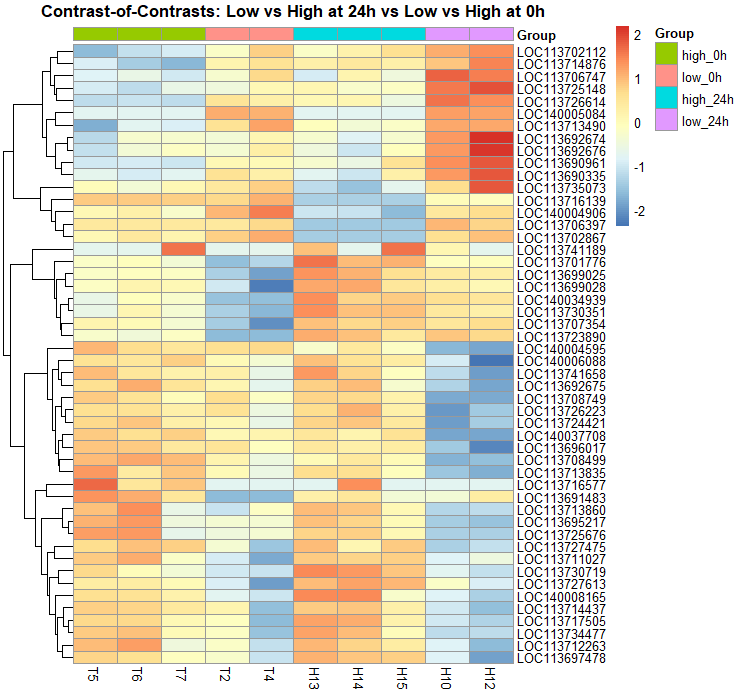 Contrast-of-Contrasts: Low vs High at 24h vs Low vs High at 0h
Group
LOC113702112
LOC113714876
LOC113706747
LOC113725148
LOC113726614
LOC140005084
LOC113713490
LOC113692674
LOC113692676
LOC113690961
LOC113690335
LOC113735073
LOC113716139
LOC140004906
LOC113706397
LOC113702867
LOC113741189
LOC113701776
LOC113699025
LOC113699028
LOC140034939
LOC113730351
LOC113707354
LOC113723890
LOC140004595
LOC140006088
LOC113741658
LOC113692675
LOC113708749
LOC113726223
LOC113724421
LOC140037708
LOC113696017
LOC113708499
LOC113713835
LOC113716577
LOC113691483
LOC113713860
LOC113695217
LOC113725676
LOC113727475
LOC113711027
LOC113730719
LOC113727613
LOC140008165
LOC113714437
LOC113717505
LOC113734477
LOC113712263
LOC113697478
T5 T6 T7 T2 T4 H13 H14 H15 H10 H12
2
1
0
-1
-2
Group
high_0h
low_0h
high_24h
low_24h